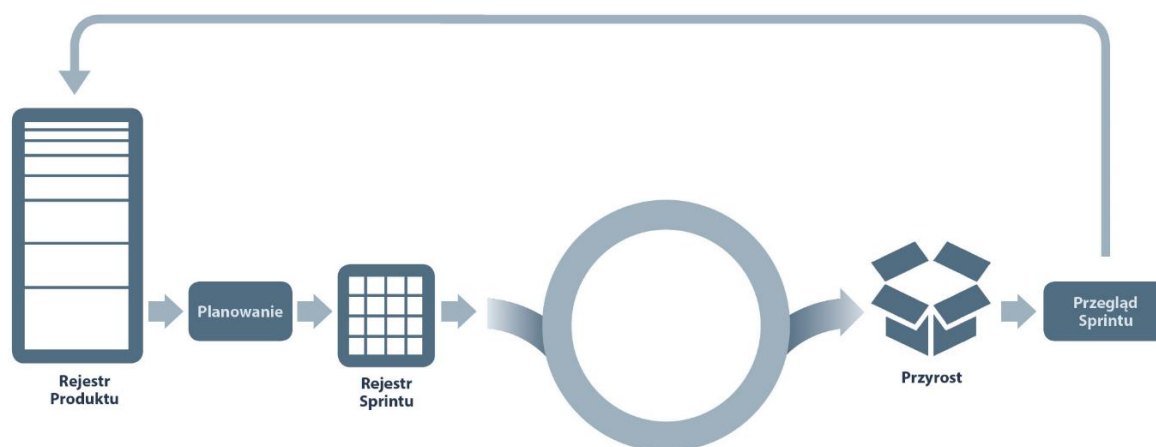 Rejestr
Produktu
Planowanie
Rejestr
Sprintu
Przyrost
Przegląd
Sprintu